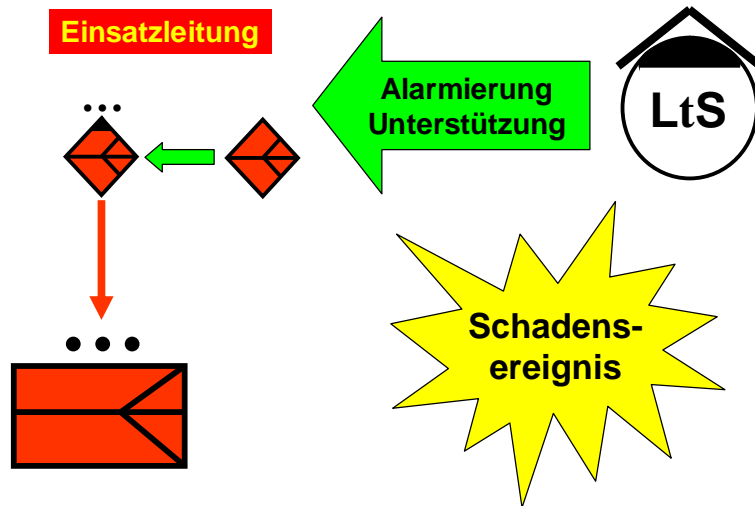 Einsatzleitung
Alarmierung
Unterstützung
LtS
Schadens-
ereignis